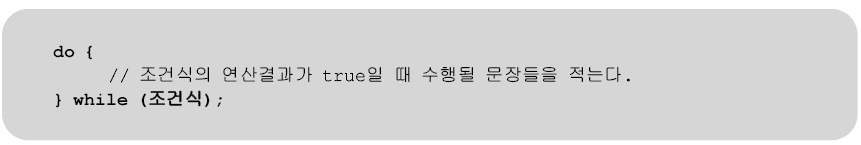 do {
// 조건식의 연산결과가 true일 때 수행될 문장들을 적는다.
} while (조건식);